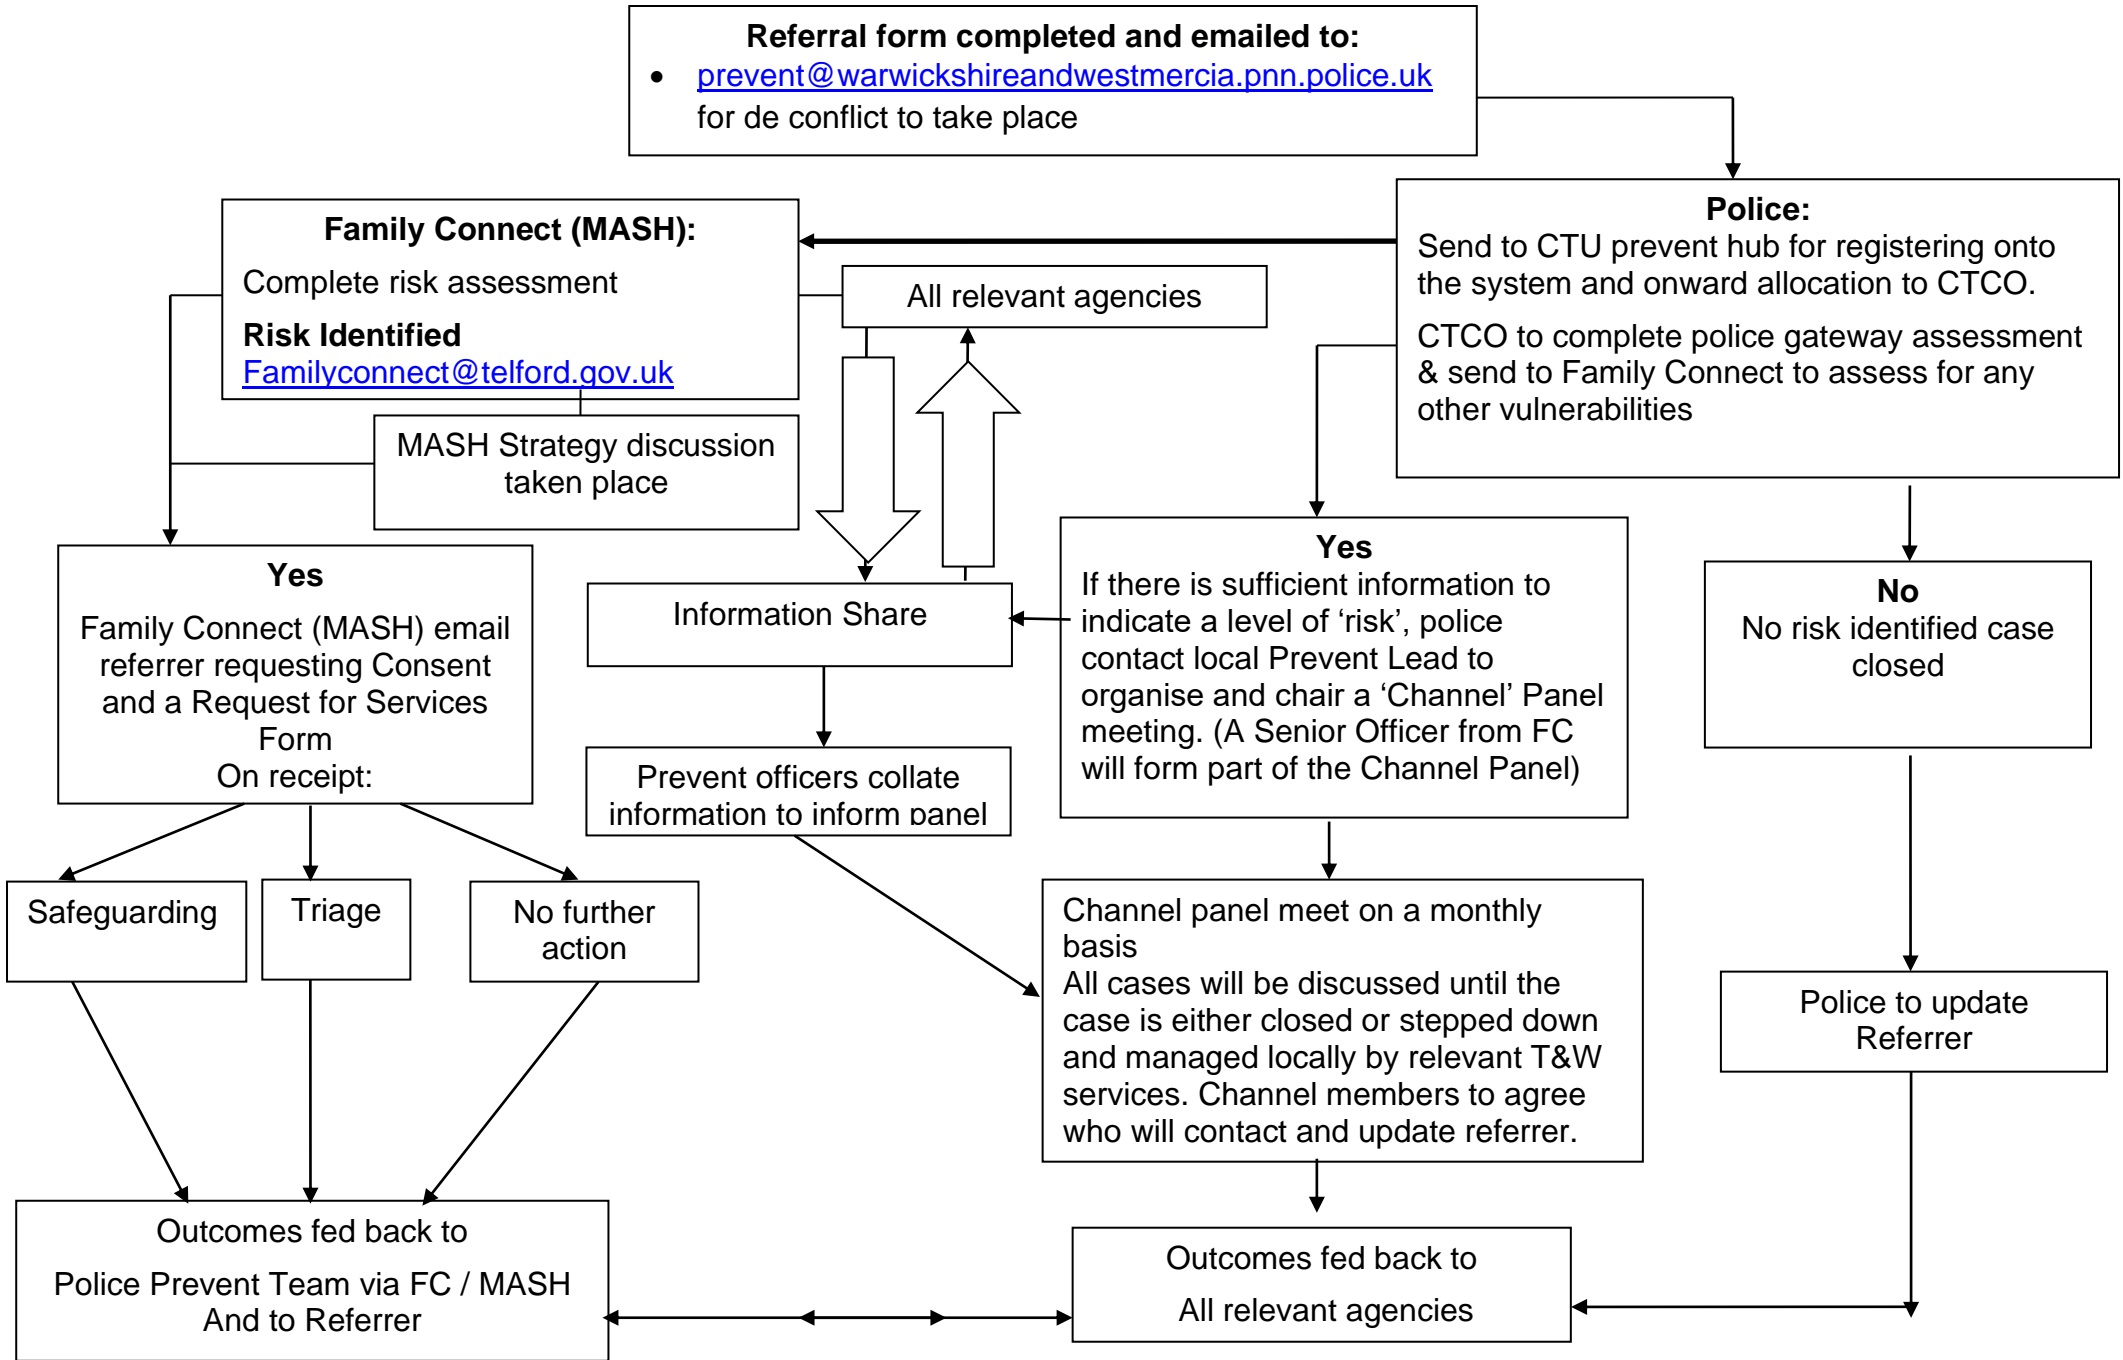 Referral form completed and emailed to:
• prevent@warwickshireandwestmercia.pnn.police.uk
for de conflict to take place
Family Connect (MASH):
Complete risk assessment
Risk Identified
Familyconnect@telford.gov.uk
All relevant agencies
Police:
Send to CTU prevent hub for registering onto
the system and onward allocation to CTCO.
CTCO to complete police gateway assessment
& send to Family Connect to assess for any
other vulnerabilities
MASH Strategy discussion
taken place
Yes
Family Connect (MASH) email
referrer requesting Consent
and a Request for Services
Form
On receipt:
Information Share
Yes
If there is sufficient information to
indicate a level of ‘risk’, police
contact local Prevent Lead to
organise and chair a ‘Channel’ Panel
meeting. (A Senior Officer from FC
will form part of the Channel Panel)
No
No risk identified case
closed
Prevent officers collate
information to inform panel
Safeguarding
Triage
No further
action
Channel panel meet on a monthly
basis
All cases will be discussed until the
case is either closed or stepped down
and managed locally by relevant T&W
services. Channel members to agree
who will contact and update referrer.
Police to update
Referrer
Outcomes fed back to
Police Prevent Team via FC / MASH
And to Referrer
Outcomes fed back to
All relevant agencies